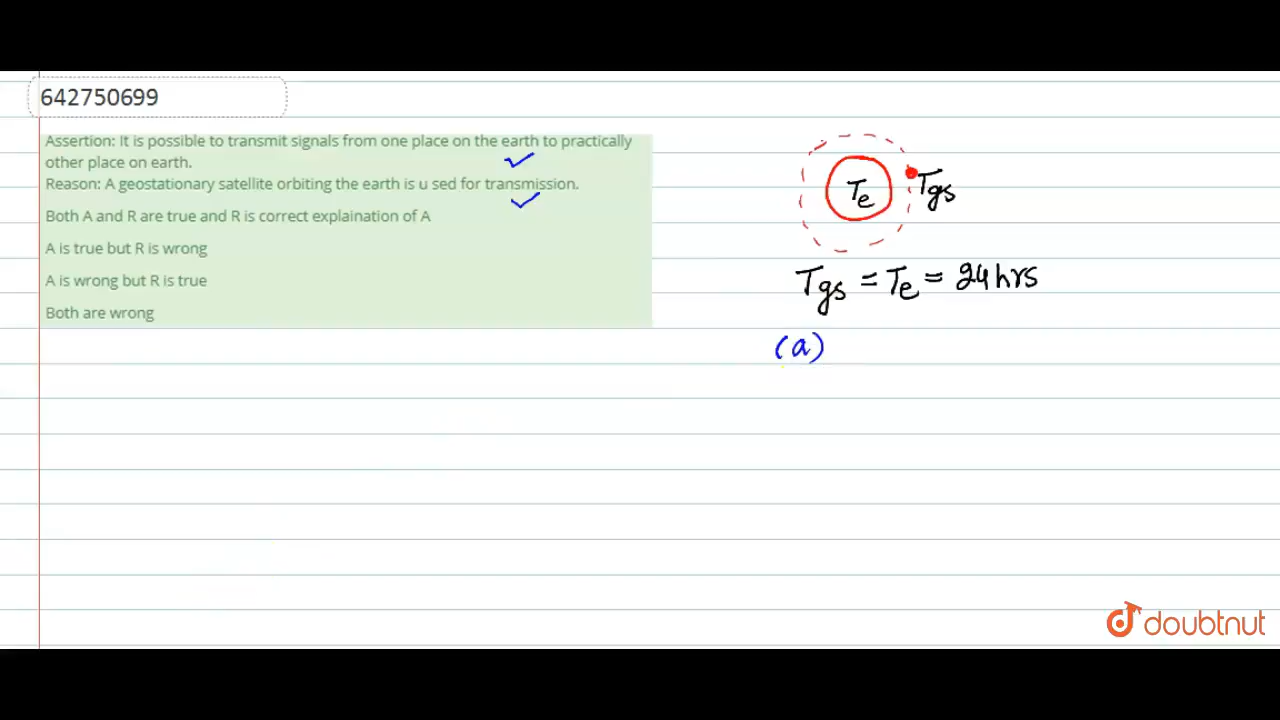 642750699
Assertion: It is possible to transmit signals from one place on the earth to practically
other place on earth.
Reason: A geostationary satellite orbiting the earth is u sed for transmission.
Both A and R are true and R is correct explaination of A
A is true but R is wrong
A is wrong but R is true
Both are wrong
Te
Tgs
Tgs = Te = 24hrs
(a)
doubtnut